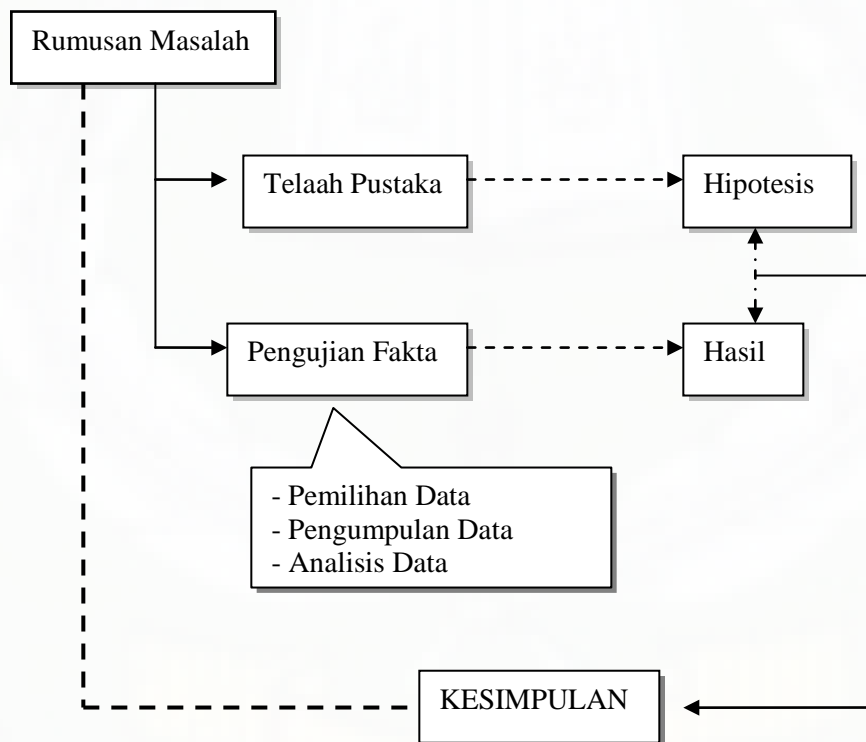 Rumusan Masalah
Telaah Pustaka
Hipotesis
Pengujian Fakta
Hasil
- Pemilihan Data
- Pengumpulan Data
- Analisis Data
KESIMPULAN